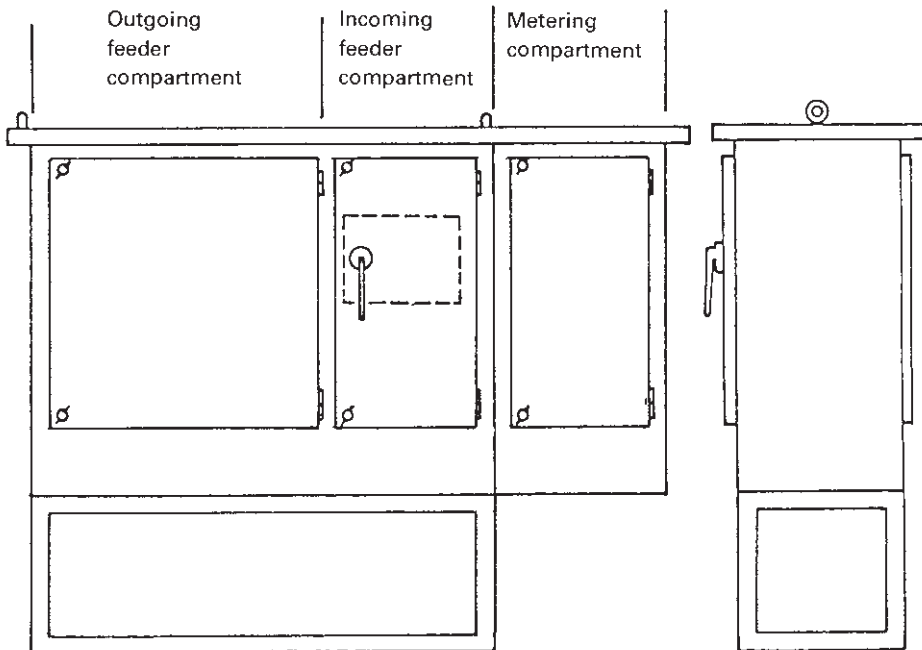 Outgoing
feeder
compartment
Incoming
feeder
compartment
Metering
compartment